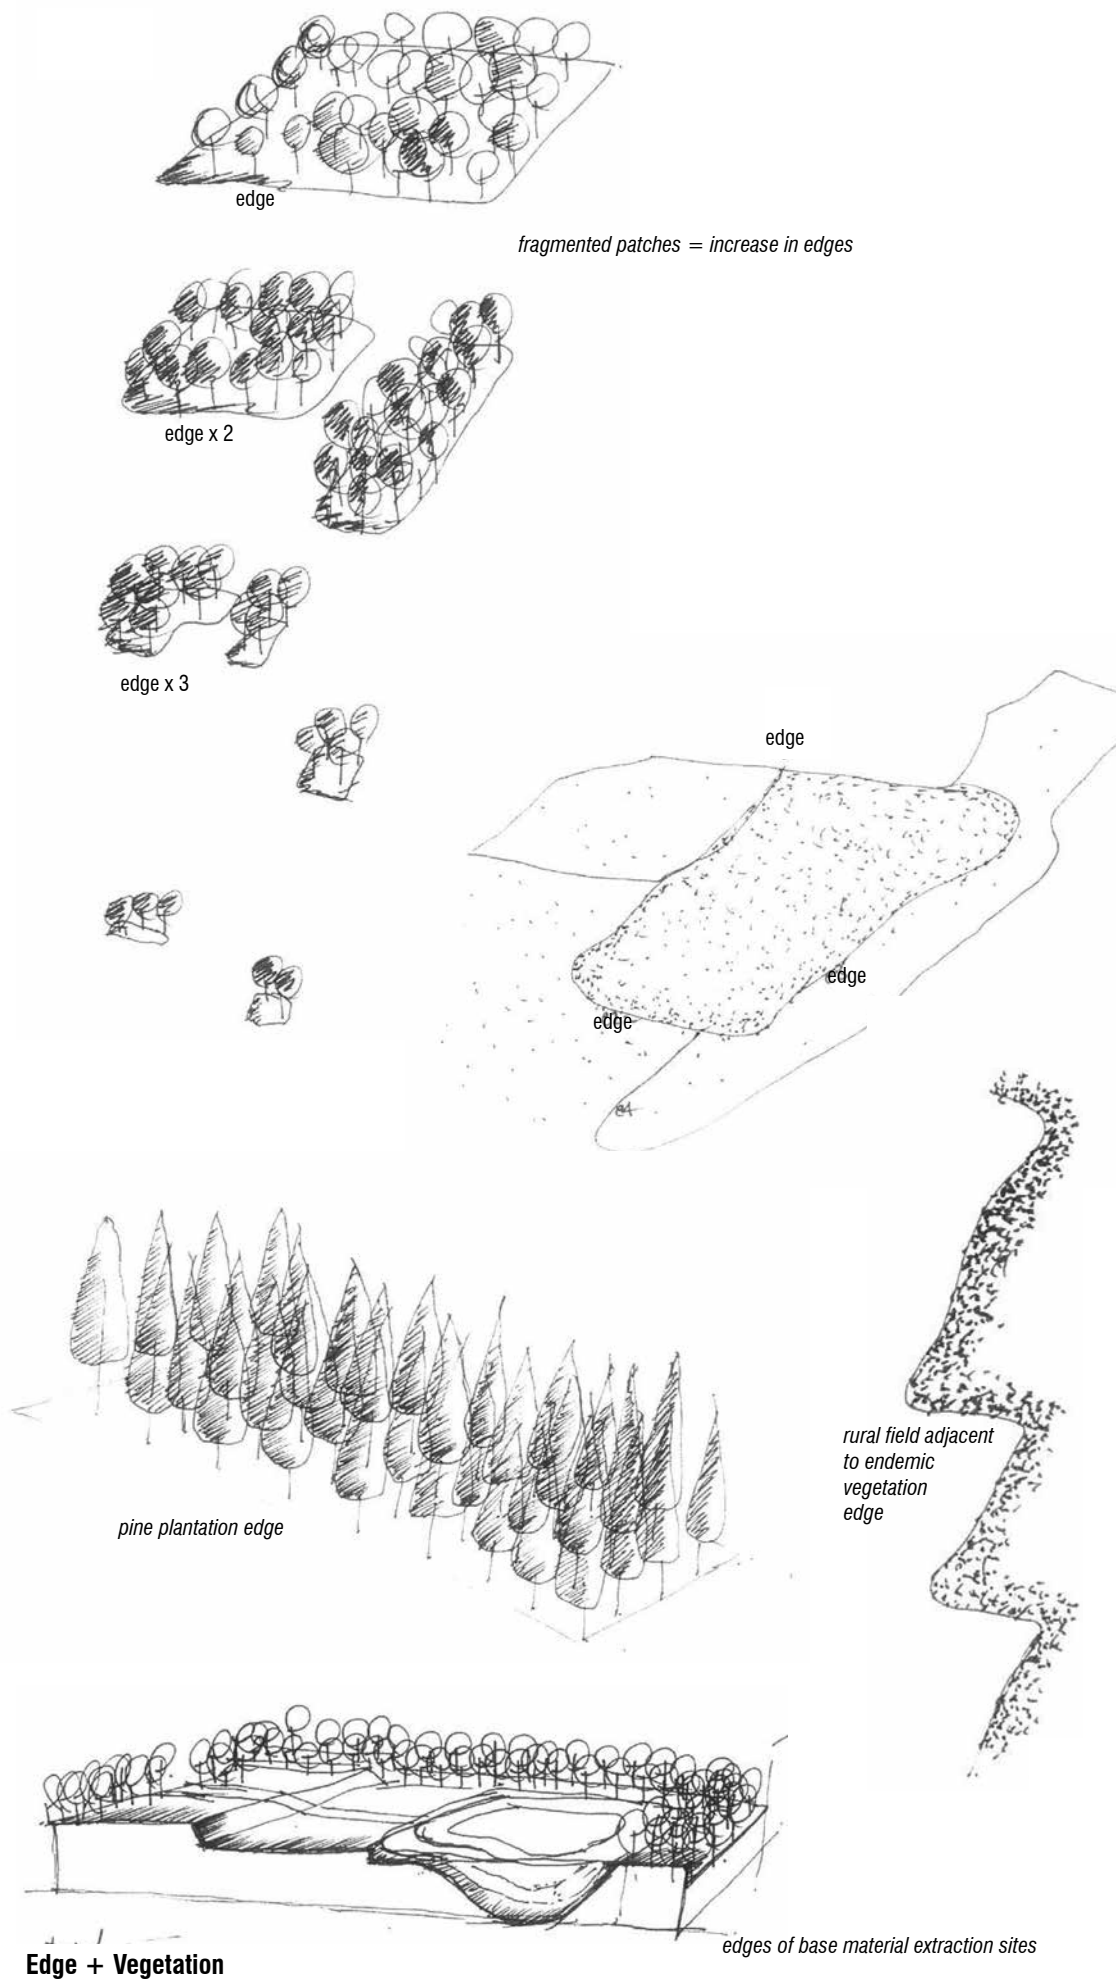 edge
fragmented patches = increase in edges
edge x 2
edge x 3
edge
edge
edge
rural field adjacent
to endemic
vegetation
edge
pine plantation edge
edges of base material extraction sites
Edge + Vegetation